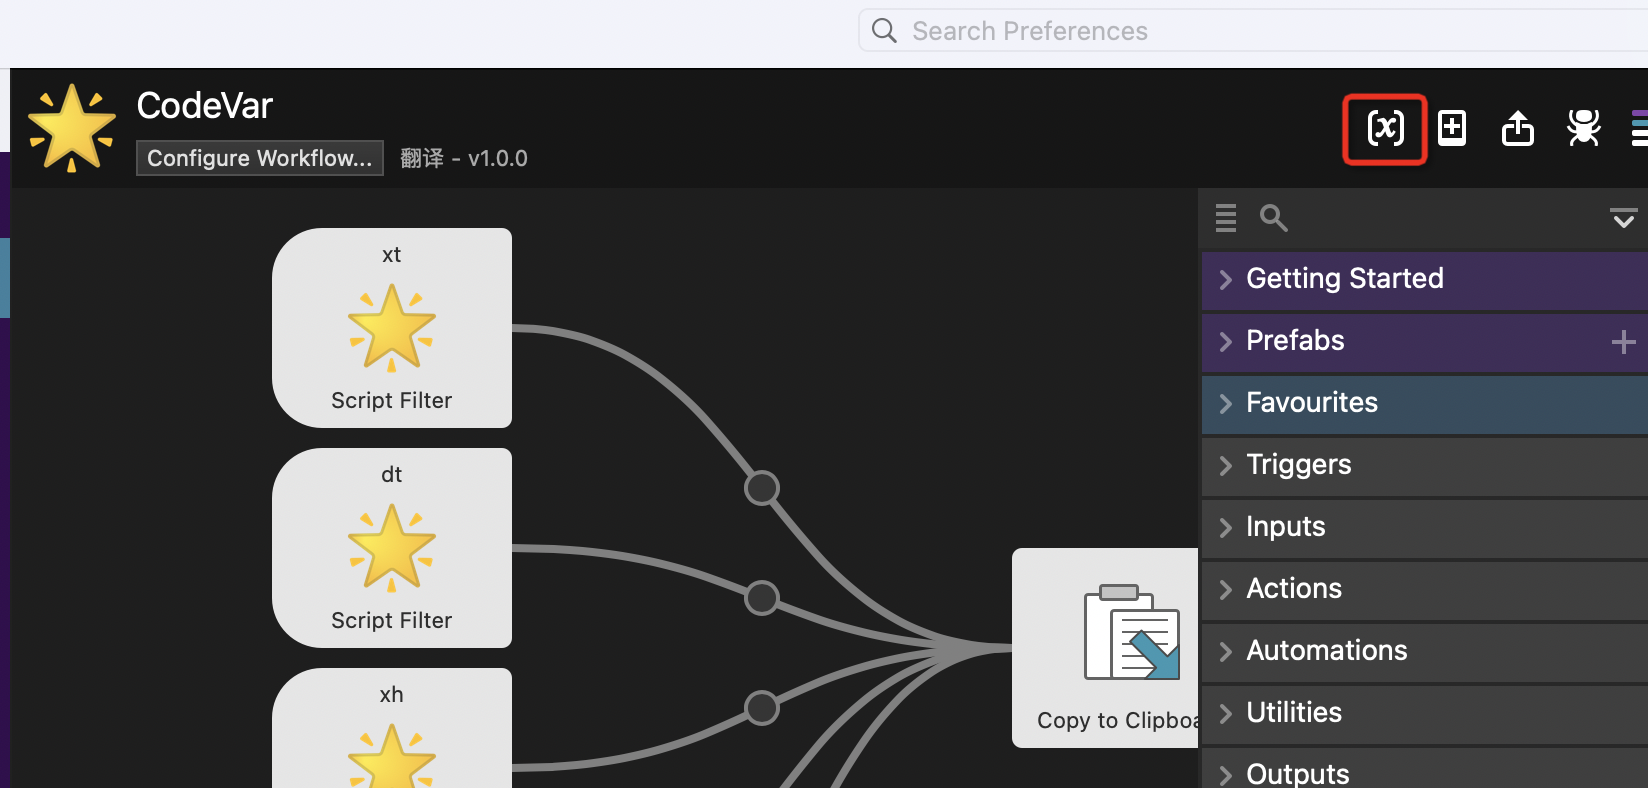 Search Preferences
CodeVar
Configure Workflow...
翻译 - v1.0.0
xt
Script Filter
dt
Script Filter
xh
Copy to Clipboa
Getting Started
Prefabs
Favourites
Triggers
Inputs
Actions
Automations
Utilities
Outputs